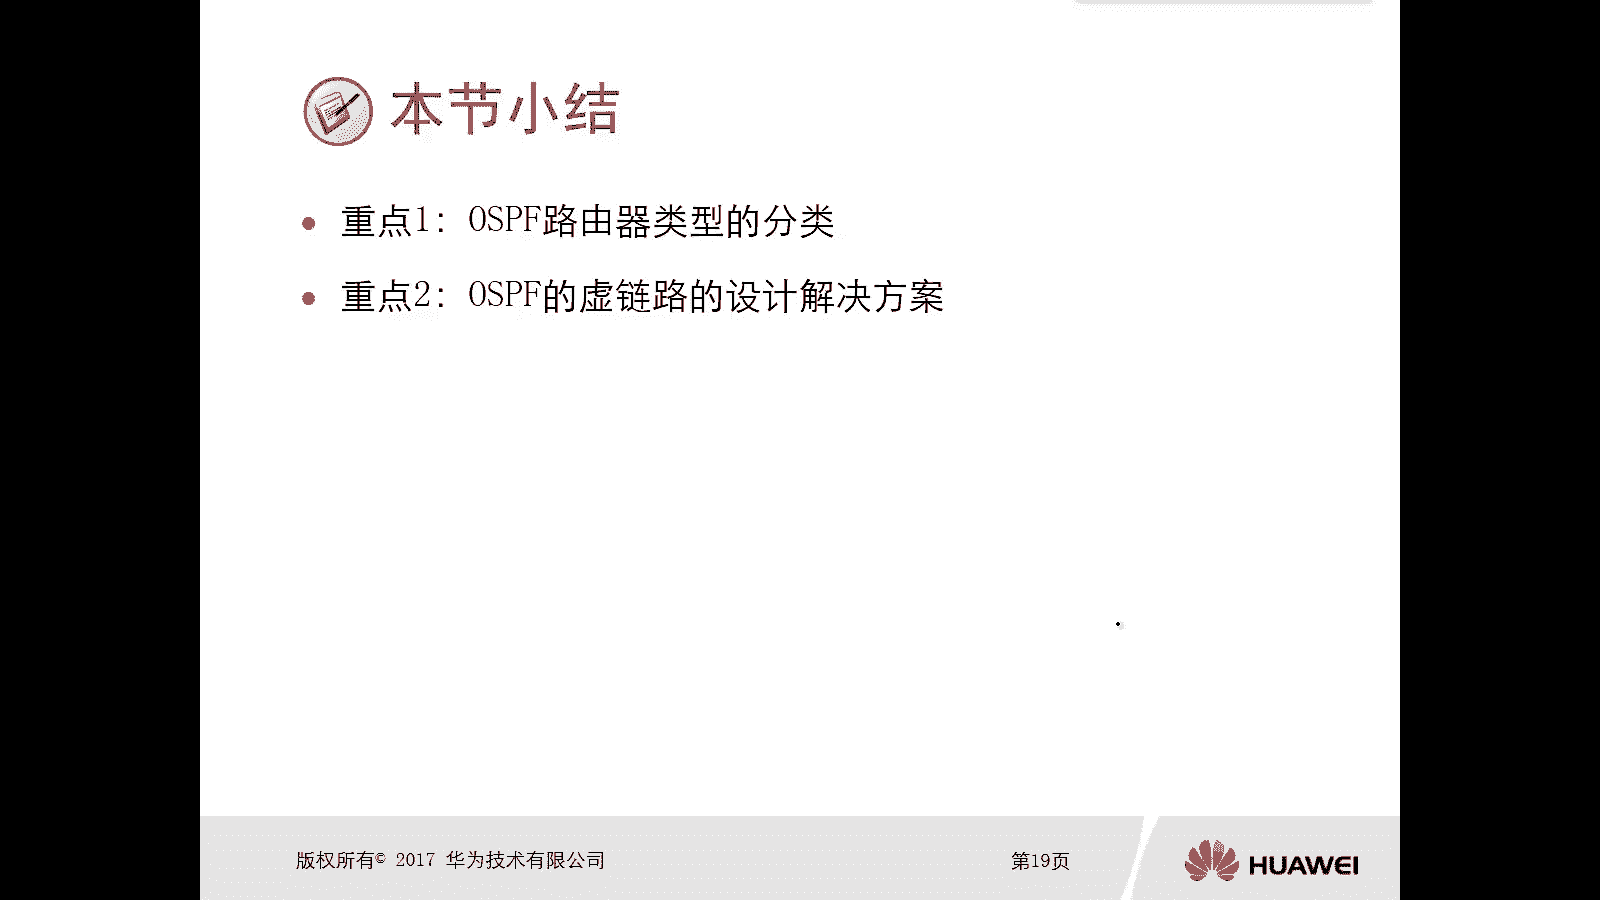 本节小结
重点1：OSPF路由器类型的分类
重点2：OSPF的虚链路的设计解决方案
版权所有© 2017 华为技术有限公司
第19页
HUAWEI